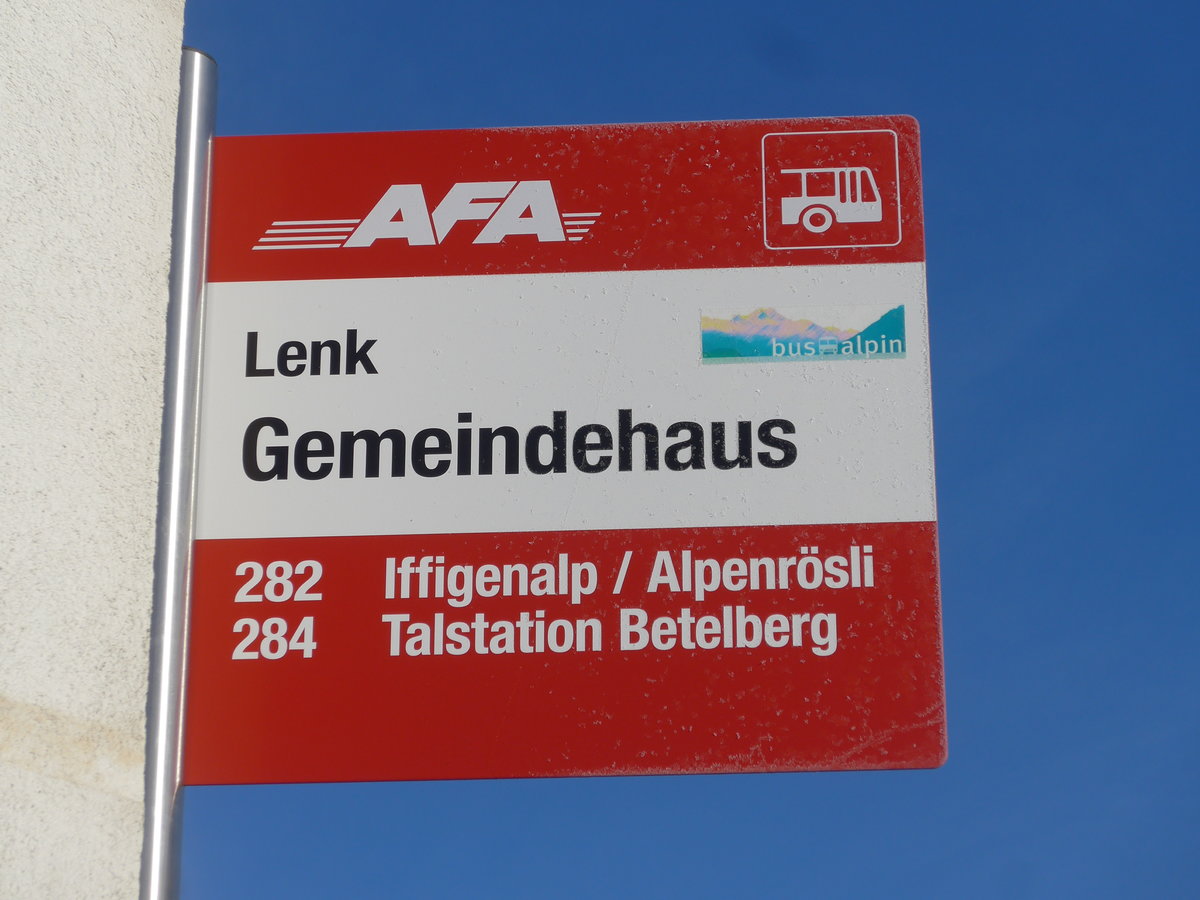 AFA
Lenk
bus alpin
Gemeindehaus
282 Iffigenalp / Alpenrösli
284 Talstation Betelberg